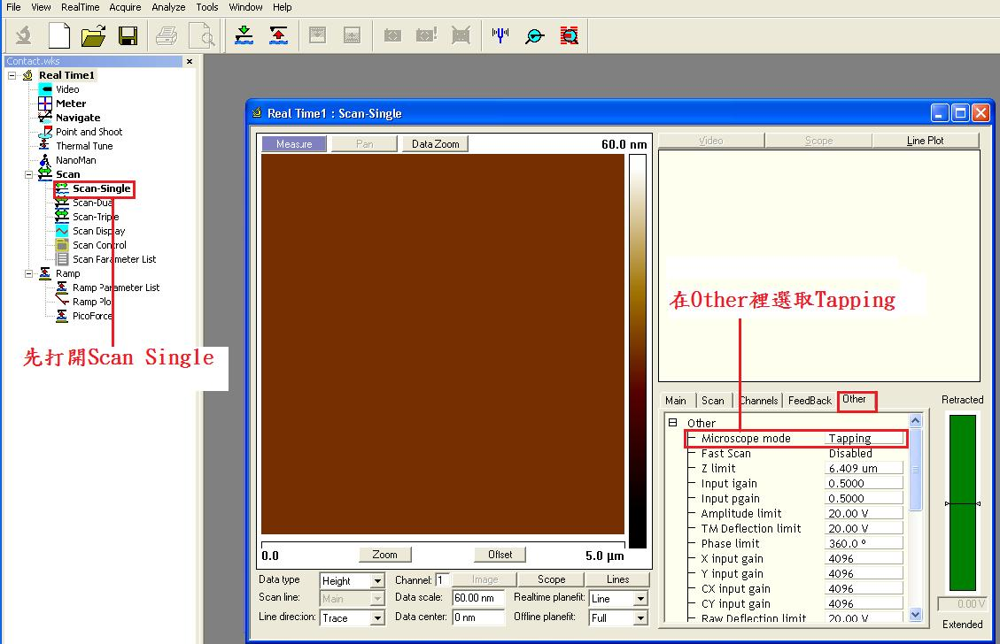 File View RealTime Acquire Analyze Tools Window Help
Contact.wks
Real Time1
Video
Meter
Navigate
Point and Shoot
Thermal Tune
NanoMan
Scan
Scan-Single
Scan-Dual
Scan-Triple
Scan Display
Scan Control
Scan Parameter List
Ramp
Ramp Parameter List
Ramp Plot
PicoForce
先打開Scan Single
Real Time1 : Scan-Single
Measure Pan Data Zoom 60.0 nm
0.0 Zoom Offset 5.0 µm
Data type Height Channel: 1 Image Scope Lines
Scan line: Main Data scale: 60.00 nm Realtime planefit: Line
Line direction: Trace Data center: 0 nm Offline planefit: Full
Video Scope Line Plot
在Other裡選取Tapping
Main Scan Channels FeedBack Other
Other
Microscope mode Tapping
Fast Scan Disabled
Z limit 6.409 um
Input igain 0.5000
Input pgain 0.5000
Amplitude limit 20.00 V
TM Deflection limit 20.00 V
Phase limit 360.0 º
X input gain 4096
Y input gain 4096
CX input gain 4096
CY input gain 4096
Raw Deflection limit 20.00 V
Retracted
0.00 V
Extended